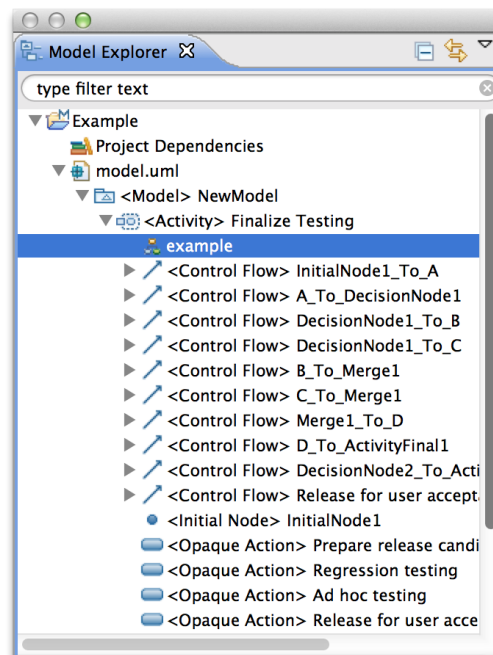 Model Explorer
type filter text
Example
Project Dependencies
model.uml
<Model> NewModel
<Activity> Finalize Testing
example
<Control Flow> InitialNode1_To_A
<Control Flow> A_To_DecisionNode1
<Control Flow> DecisionNode1_To_B
<Control Flow> DecisionNode1_To_C
<Control Flow> B_To_Merge1
<Control Flow> C_To_Merge1
<Control Flow> Merge1_To_D
<Control Flow> D_To_ActivityFinal1
<Control Flow> DecisionNode2_To_Acti
<Control Flow> Release for user accepta
<Initial Node> InitialNode1
<Opaque Action> Prepare release candi
<Opaque Action> Regression testing
<Opaque Action> Ad hoc testing
<Opaque Action> Release for user acce